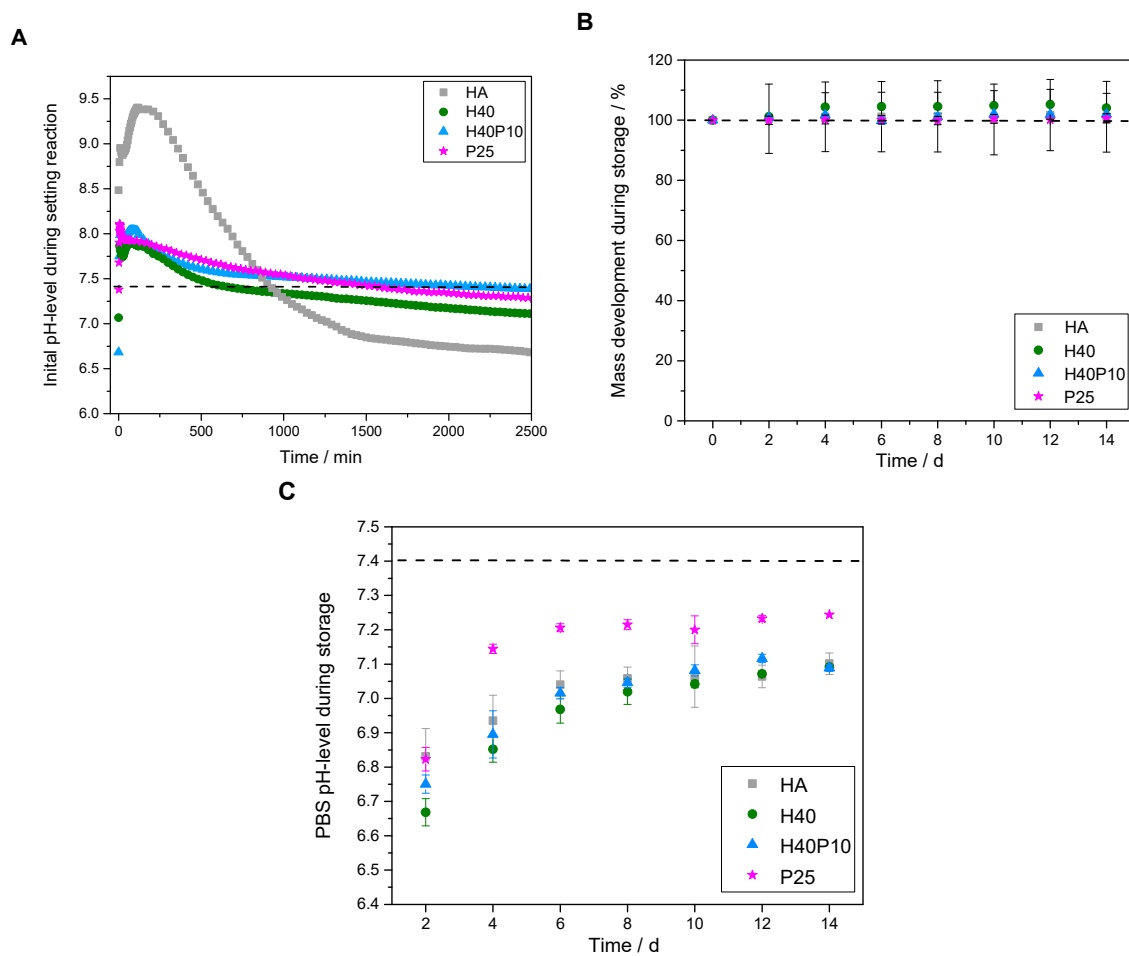 A
Inital pH-level during setting reaction
9.5
9.0
8.5
8.0
7.5
7.0
6.5
6.0
HA
H40
H40P10
P25
0
500
1000
1500
2000
2500
Time / min
B
Mass development during storage / %
120
100
80
60
40
20
0
HA
H40
H40P10
P25
0
2
4
6
8
10
12
14
Time / d
C
PBS pH-level during storage
7.5
7.4
7.3
7.2
7.1
7.0
6.9
6.8
6.7
6.6
6.5
6.4
HA
H40
H40P10
P25
2
4
6
8
10
12
14
Time / d